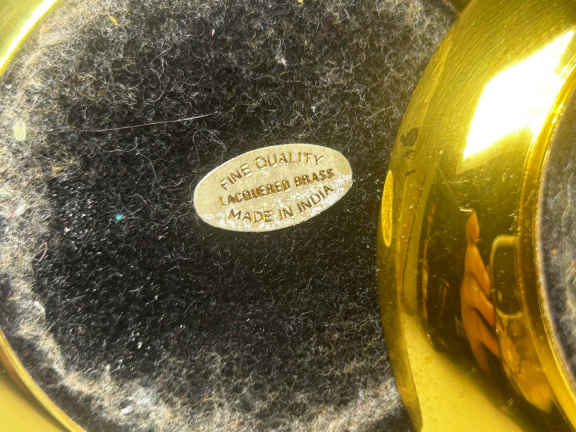 FINE QUALITY
LACQUERED BRASS
MADE IN INDIA